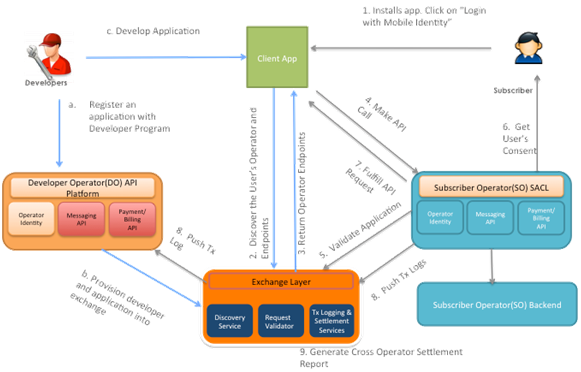 1. Installs app. Click on "Login
with Mobile Identity"
c. Develop Application
Client App
Developers
Subscriber
a. Register an
application with
Developer Program
4. Make API
Call
7. Fulfill API
Request
6. Get
User's
Consent
2. Discover the User's Operator and
Endpoints
3. Return Operator Endpoints
Developer Operator(DO) API
Platform
Operator
Identity
Messaging
API
Payment/
Billing
API
Subscriber Operator(SO) SACL
Operator
Identity
Messaging
API
Payment/
Billing
API
8. Push Tx
Log
5. Validate Application
8. Push Tx Logs
b. Provision developer
and application into
exchange
Exchange Layer
Discovery
Service
Request
Validator
Tx Logging &
Settlement
Services
Subscriber Operator(SO) Backend
9. Generate Cross Operator Settlement
Report